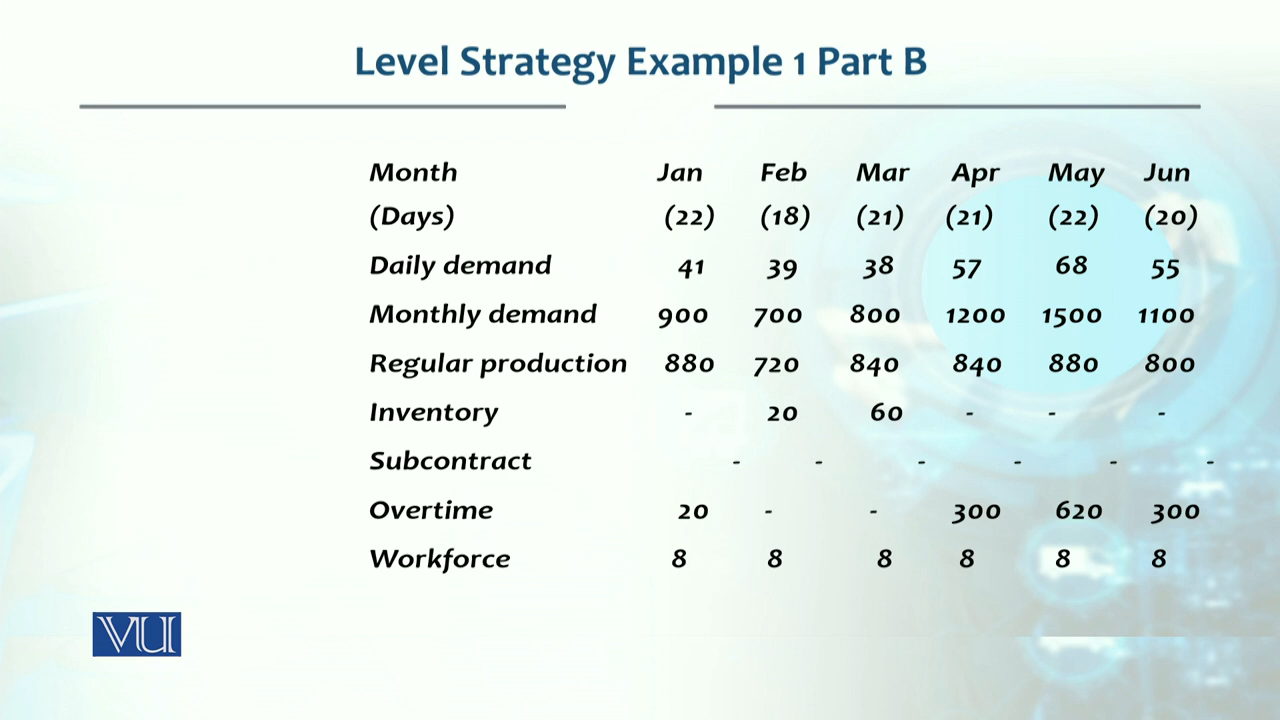 Level Strategy Example 1 Part B
Month Jan Feb Mar Apr May Jun
(Days) (22) (18) (21) (21) (22) (20)
Daily demand 41 39 38 57 68 55
Monthly demand 900 700 800 1200 1500 1100
Regular production 880 720 840 840 880 800
Inventory - 20 60 - - -
Subcontract - - - - - -
Overtime 20 - - 300 620 300
Workforce 8 8 8 8 8 8
VU